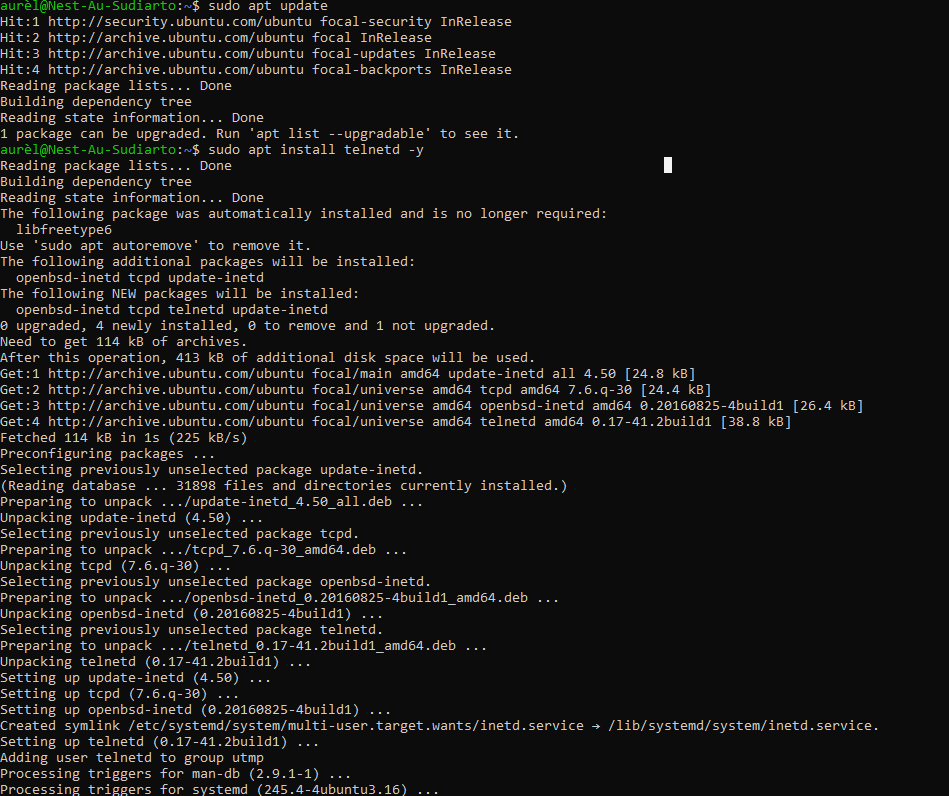 aurèl@Nest-Au-Sudiarto:~$ sudo apt update
Hit:1 http://security.ubuntu.com/ubuntu focal-security InRelease
Hit:2 http://archive.ubuntu.com/ubuntu focal InRelease
Hit:3 http://archive.ubuntu.com/ubuntu focal-updates InRelease
Hit:4 http://archive.ubuntu.com/ubuntu focal-backports InRelease
Reading package lists... Done
Building dependency tree
Reading state information... Done
1 package can be upgraded. Run 'apt list --upgradable' to see it.
aurèl@Nest-Au-Sudiarto:~$ sudo apt install telnetd -y
Reading package lists... Done
Building dependency tree
Reading state information... Done
The following package was automatically installed and is no longer required:
  libfreetype6
Use 'sudo apt autoremove' to remove it.
The following additional packages will be installed:
  openbsd-inetd tcpd update-inetd
The following NEW packages will be installed:
  openbsd-inetd tcpd telnetd update-inetd
0 upgraded, 4 newly installed, 0 to remove and 1 not upgraded.
Need to get 114 kB of archives.
After this operation, 413 kB of additional disk space will be used.
Get:1 http://archive.ubuntu.com/ubuntu focal/main amd64 update-inetd all 4.50 [24.8 kB]
Get:2 http://archive.ubuntu.com/ubuntu focal/universe amd64 tcpd amd64 7.6.q-30 [24.4 kB]
Get:3 http://archive.ubuntu.com/ubuntu focal/universe amd64 openbsd-inetd amd64 0.20160825-4build1 [26.4 kB]
Get:4 http://archive.ubuntu.com/ubuntu focal/universe amd64 telnetd amd64 0.17-41.2build1 [38.8 kB]
Fetched 114 kB in 1s (225 kB/s)
Preconfiguring packages ...
Selecting previously unselected package update-inetd.
(Reading database ... 31898 files and directories currently installed.)
Preparing to unpack .../update-inetd_4.50_all.deb ...
Unpacking update-inetd (4.50) ...
Selecting previously unselected package tcpd.
Preparing to unpack .../tcpd_7.6.q-30_amd64.deb ...
Unpacking tcpd (7.6.q-30) ...
Selecting previously unselected package openbsd-inetd.
Preparing to unpack .../openbsd-inetd_0.20160825-4build1_amd64.deb ...
Unpacking openbsd-inetd (0.20160825-4build1) ...
Selecting previously unselected package telnetd.
Preparing to unpack .../telnetd_0.17-41.2build1_amd64.deb ...
Unpacking telnetd (0.17-41.2build1) ...
Setting up update-inetd (4.50) ...
Setting up tcpd (7.6.q-30) ...
Setting up openbsd-inetd (0.20160825-4build1) ...
Created symlink /etc/systemd/system/multi-user.target.wants/inetd.service → /lib/systemd/system/inetd.service.
Setting up telnetd (0.17-41.2build1) ...
Adding user telnetd to group utmp
Processing triggers for man-db (2.9.1-1) ...
Processing triggers for systemd (245.4-4ubuntu3.16) ...